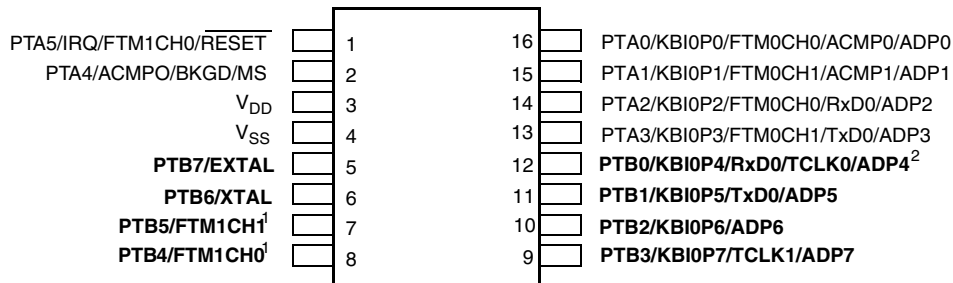 PTA5/IRQ/FTM1CH0/RESET 1 16 PTA0/KBI0P0/FTM0CH0/ACMP0/ADP0
PTA4/ACMPO/BKGD/MS 2 15 PTA1/KBI0P1/FTM0CH1/ACMP1/ADP1
VDD 3 14 PTA2/KBI0P2/FTM0CH0/RxD0/ADP2
VSS 4 13 PTA3/KBI0P3/FTM0CH1/TxD0/ADP3
PTB7/EXTAL 5 12 PTB0/KBI0P4/RxD0/TCLK0/ADP4²
PTB6/XTAL 6 11 PTB1/KBI0P5/TxD0/ADP5
PTB5/FTM1CH1¹ 7 10 PTB2/KBI0P6/ADP6
PTB4/FTM1CH0¹ 8 9 PTB3/KBI0P7/TCLK1/ADP7